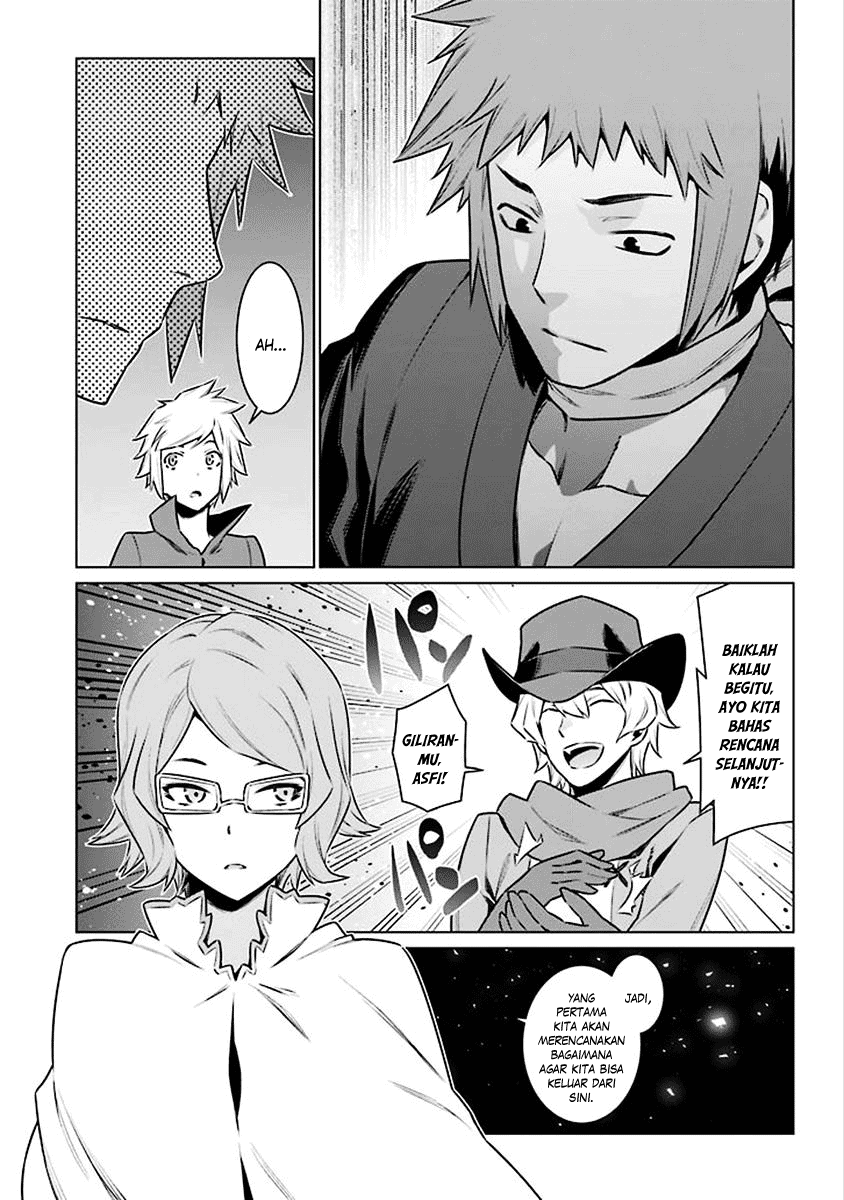 AH...
BAIKLAH
KALAU
BEGITU,
AYO KITA
BAHAS
RENCANA
SELANJUT-
NYA!!
パン
GILIRAN-
MU,
ASFI!
パン
JADI,
YANG
PERTAMA
KITA AKAN
MERENCANAKAN
BAGAIMANA
AGAR KITA BISA
KELUAR DARI
SINI.